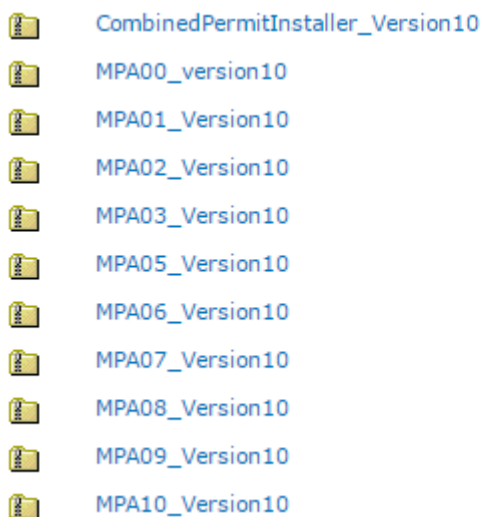 CombinedPermitInstaller_Version10
MPA00_version10
MPA01_Version10
MPA02_Version10
MPA03_Version10
MPA05_Version10
MPA06_Version10
MPA07_Version10
MPA08_Version10
MPA09_Version10
MPA10_Version10